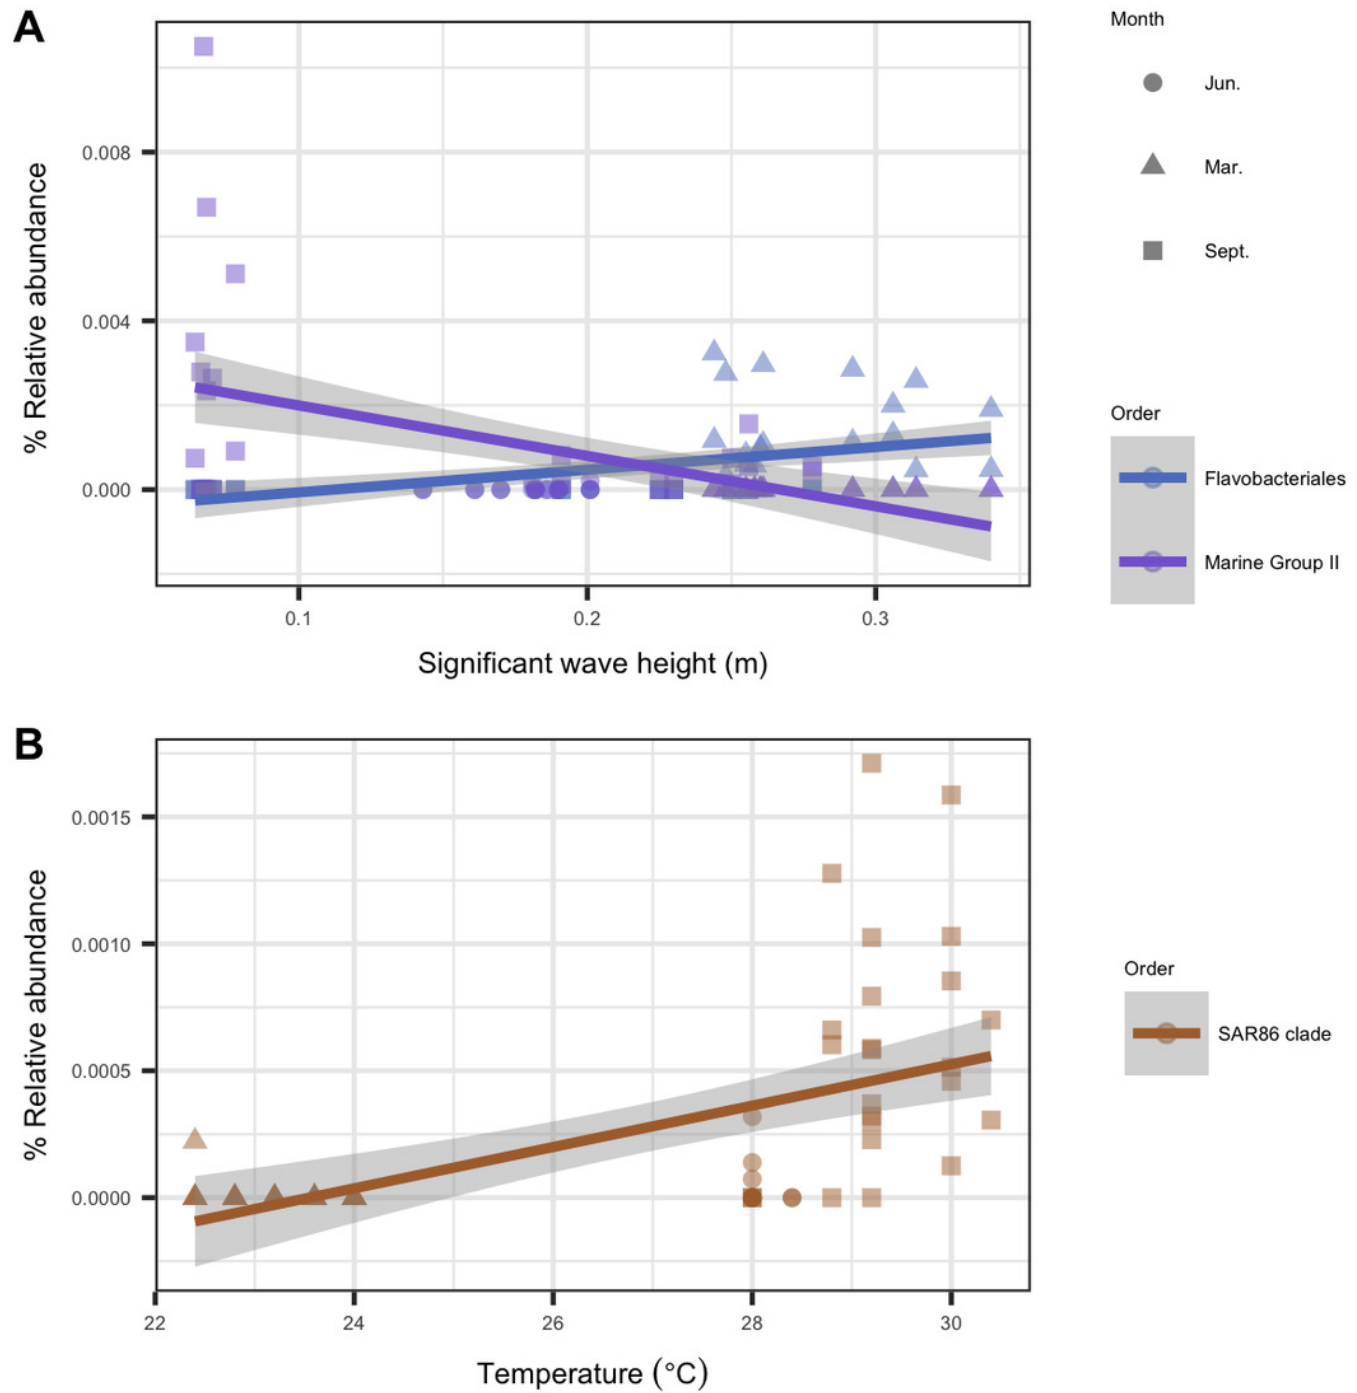 A
% Relative abundance
0.008
0.004
0.000
0.1
0.2
0.3
Significant wave height (m)
Month
Jun.
Mar.
Sept.
Order
Flavobacteriales
Marine Group II
B
% Relative abundance
0.0015
0.0010
0.0005
0.0000
22
24
26
28
30
Temperature (°C)
Order
SAR86 clade